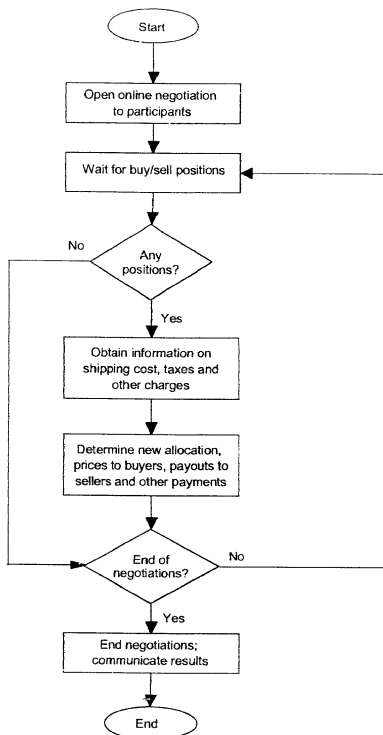 Start
Open online negotiation
to participants
Wait for buy/sell positions
No
Any
positions?
Yes
Obtain information on
shipping cost, taxes and
other charges
Determine new allocation,
prices to buyers, payouts to
sellers and other payments
End of
negotiations?
No
Yes
End negotiations;
communicate results
End